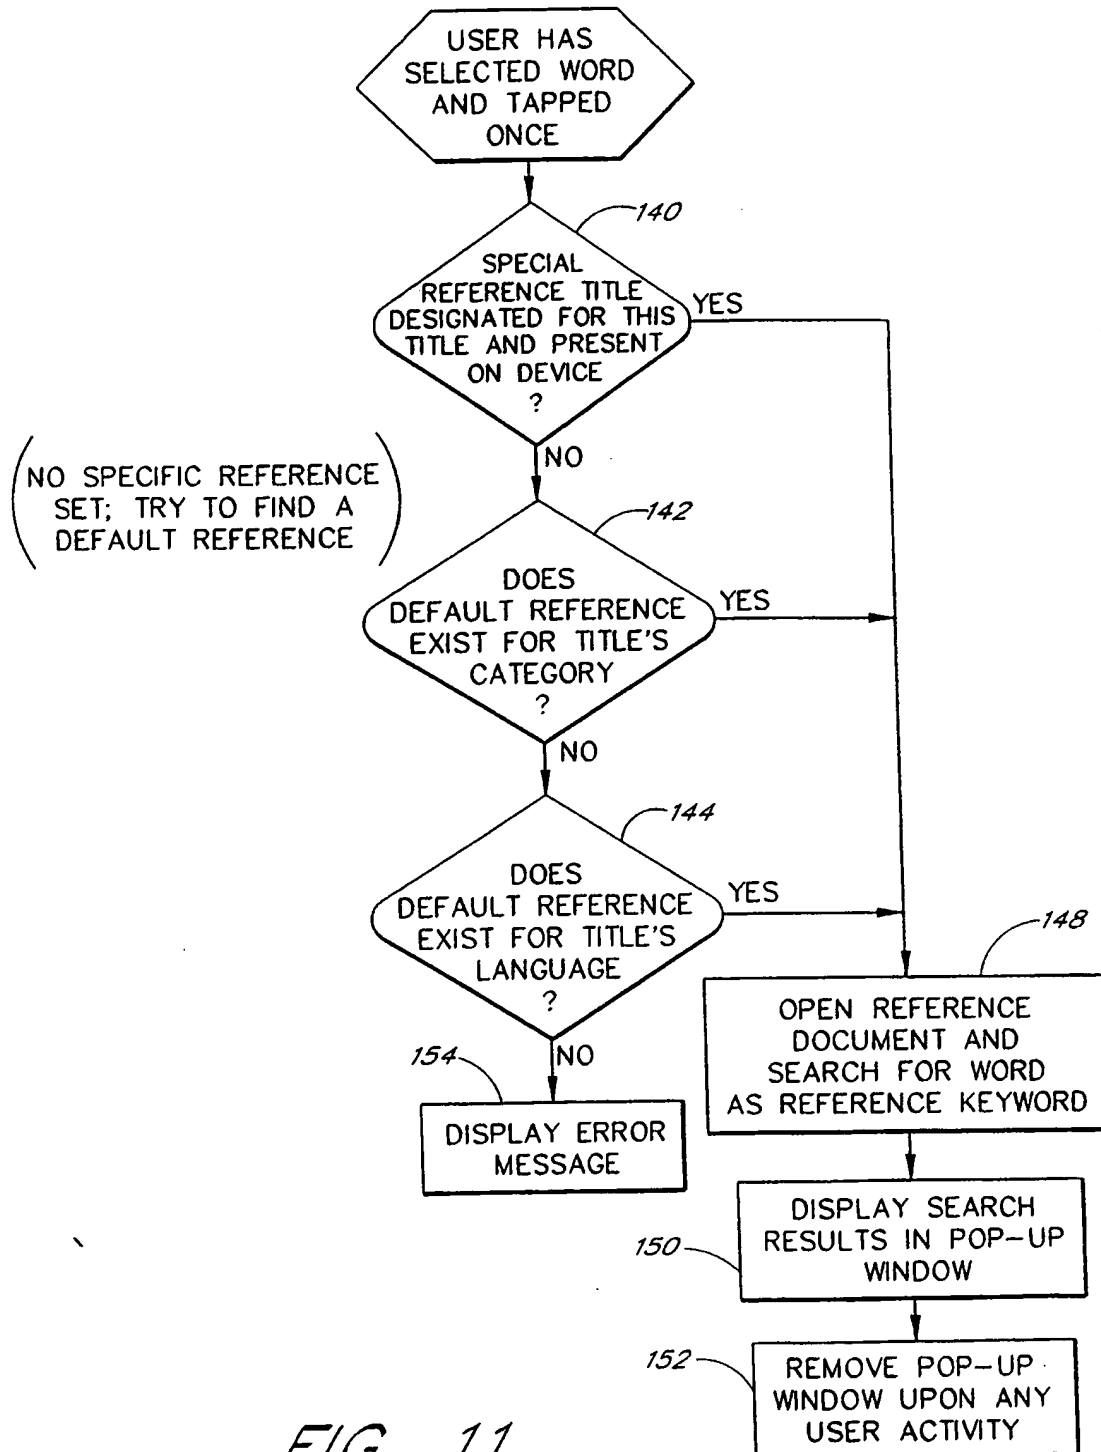 USER HAS
SELECTED WORD
AND TAPPED
ONCE
140
SPECIAL
REFERENCE TITLE
DESIGNATED FOR THIS
TITLE AND PRESENT
ON DEVICE
?
YES
NO
(NO SPECIFIC REFERENCE
SET; TRY TO FIND A
DEFAULT REFERENCE)
142
DOES
DEFAULT REFERENCE
EXIST FOR TITLE'S
CATEGORY
?
YES
NO
144
DOES
DEFAULT REFERENCE
EXIST FOR TITLE'S
LANGUAGE
?
YES
NO
154
DISPLAY ERROR
MESSAGE
148
OPEN REFERENCE
DOCUMENT AND
SEARCH FOR WORD
AS REFERENCE KEYWORD
150
DISPLAY SEARCH
RESULTS IN POP-UP
WINDOW
152
REMOVE POP-UP
WINDOW UPON ANY
USER ACTIVITY
FIG. 11